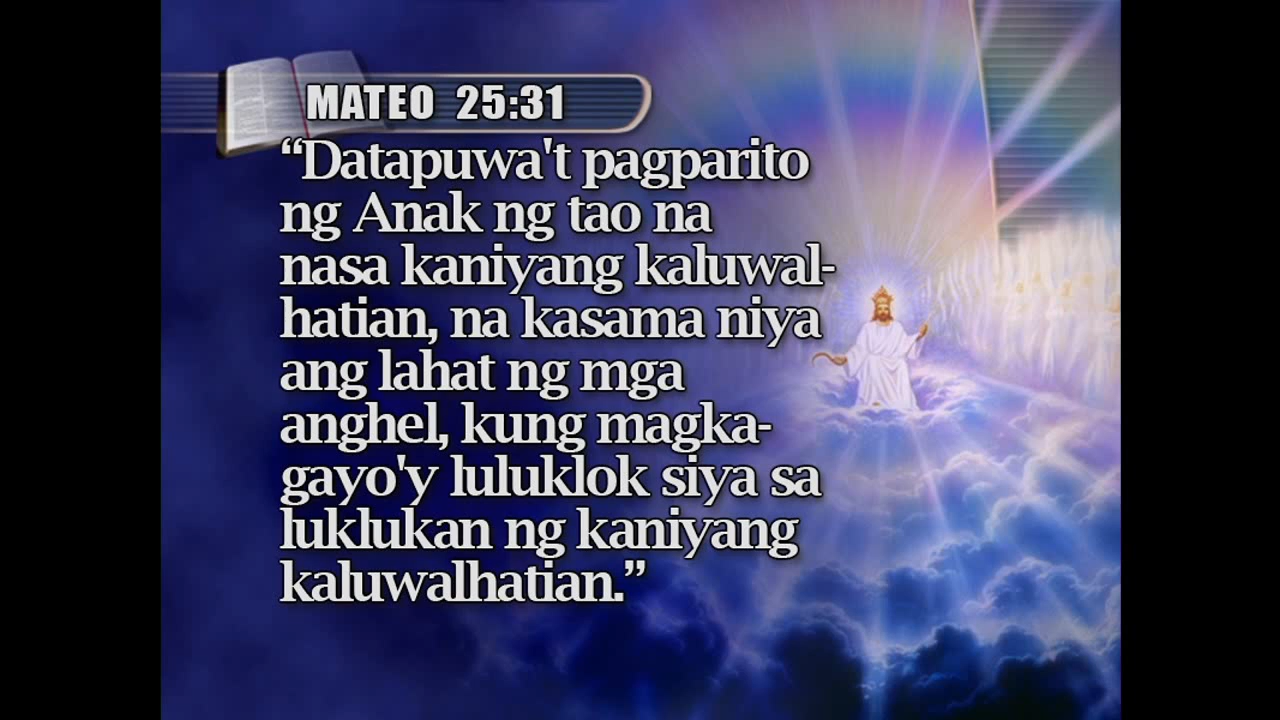 MATEO 25:31
“Datapuwa't pagparito
ng Anak ng tao na
nasa kaniyang kaluwal-
hatian, na kasama niya
ang lahat ng mga
anghel, kung magka-
gayo'y luluklok siya sa
luklukan ng kaniyang
kaluwalhatian.”